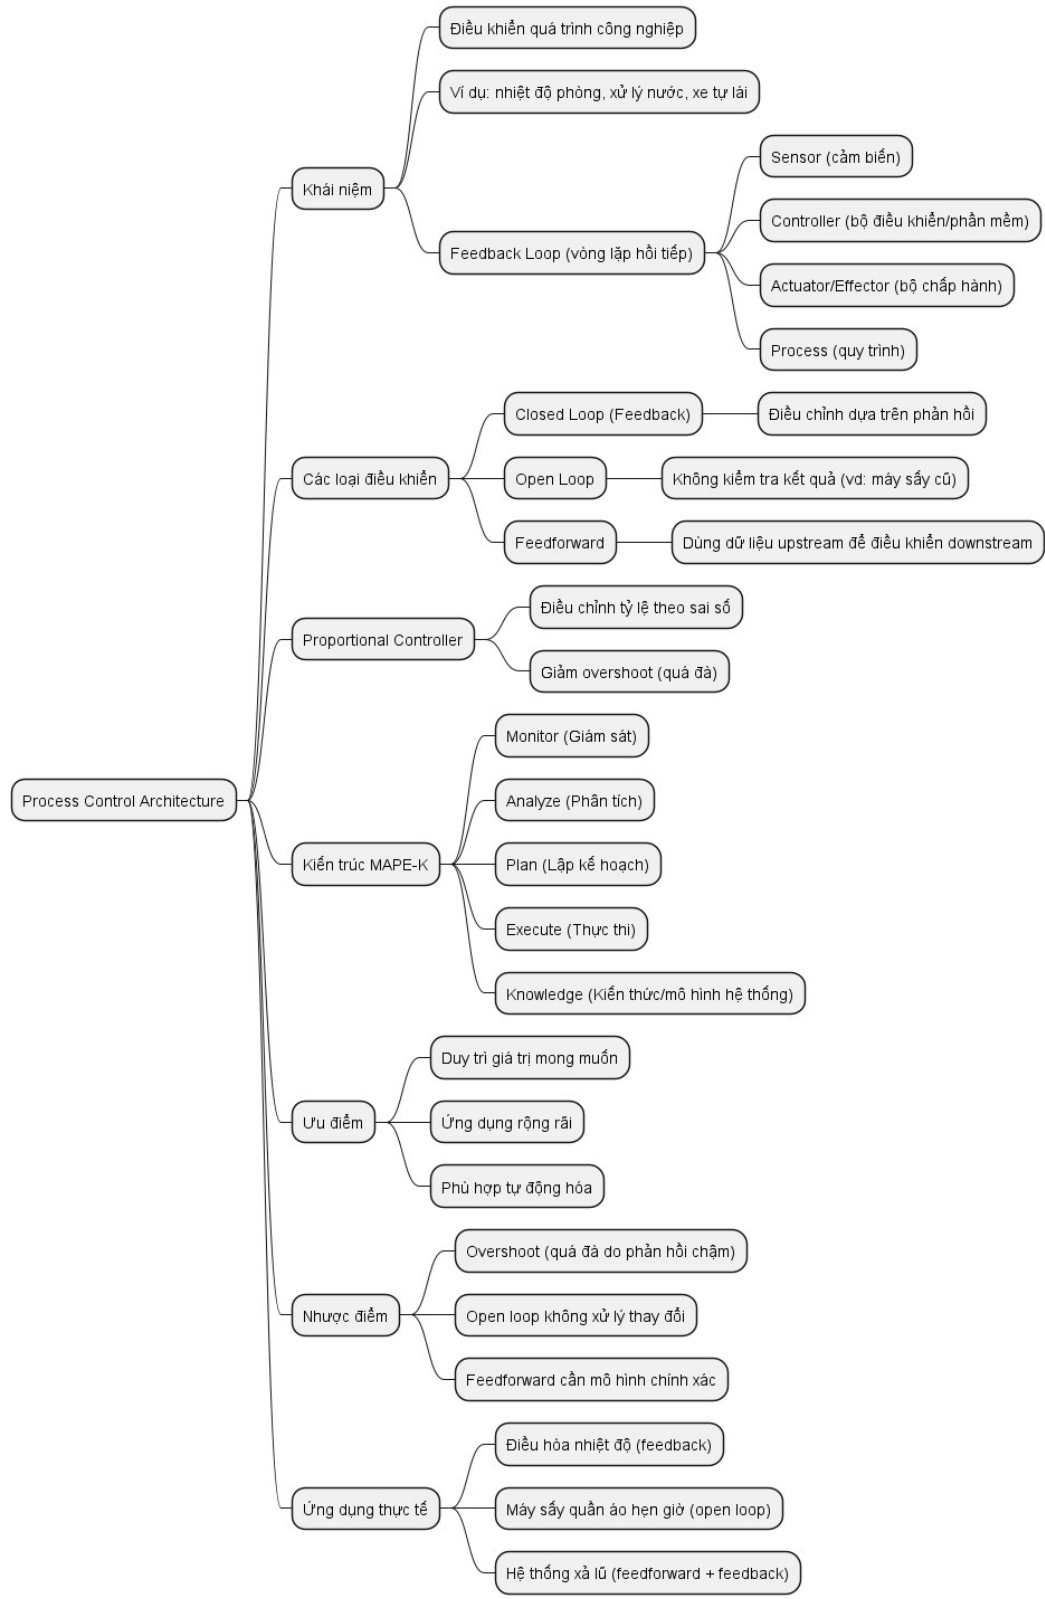 Process Control Architecture
Khái niệm
Điều khiển quá trình công nghiệp
Ví dụ: nhiệt độ phòng, xử lý nước, xe tự lái
Feedback Loop (vòng lặp hồi tiếp)
Sensor (cảm biến)
Controller (bộ điều khiển/phần mềm)
Actuator/Effector (bộ chấp hành)
Process (quy trình)
Các loại điều khiển
Closed Loop (Feedback)
Điều chỉnh dựa trên phản hồi
Open Loop
Không kiểm tra kết quả (vd: máy sấy cũ)
Feedforward
Dùng dữ liệu upstream để điều khiển downstream
Proportional Controller
Điều chỉnh tỷ lệ theo sai số
Giảm overshoot (quá đà)
Kiến trúc MAPE-K
Monitor (Giám sát)
Analyze (Phân tích)
Plan (Lập kế hoạch)
Execute (Thực thi)
Knowledge (Kiến thức/mô hình hệ thống)
Ưu điểm
Duy trì giá trị mong muốn
Ứng dụng rộng rãi
Phù hợp tự động hóa
Nhược điểm
Overshoot (quá đà do phản hồi chậm)
Open loop không xử lý thay đổi
Feedforward cần mô hình chính xác
Ứng dụng thực tế
Điều hòa nhiệt độ (feedback)
Máy sấy quần áo hẹn giờ (open loop)
Hệ thống xả lũ (feedforward + feedback)